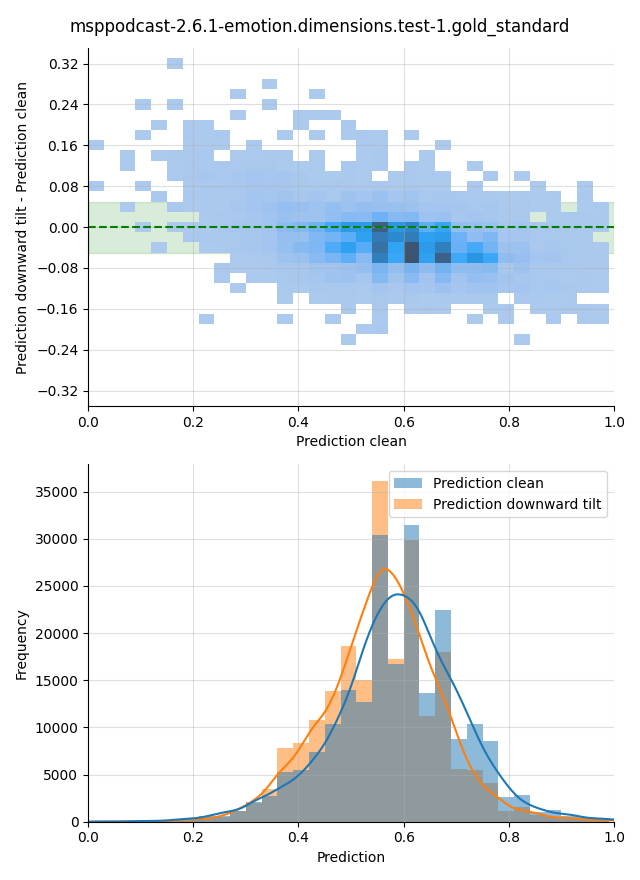 msppodcast-2.6.1-emotion.dimensions.test-1.gold_standard
Prediction downward tilt - Prediction clean
0.32
0.24
0.16
0.08
0.00
−0.08
−0.16
−0.24
−0.32
0.0 0.2 0.4 0.6 0.8 1.0
Prediction clean
Frequency
35000
30000
25000
20000
15000
10000
5000
0
Prediction clean
Prediction downward tilt
0.0 0.2 0.4 0.6 0.8 1.0
Prediction